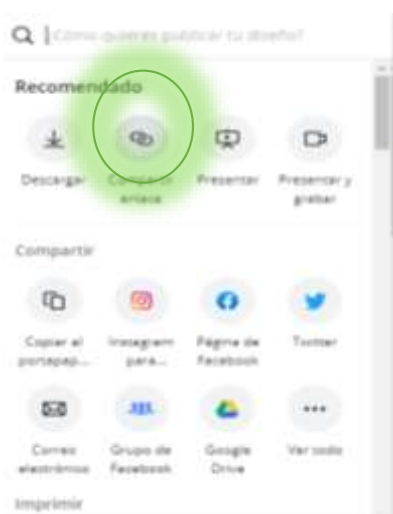 ¿Cómo quieres publicar tu diseño?
Recomendado
Descargar
Compartir enlace
Presentar
Presentar y grabar
Compartir
Copiar al portapap...
Instagram para...
Página de Facebook
Twitter
Correo electrónico
Grupo de Facebook
Google Drive
Ver todo
Imprimir